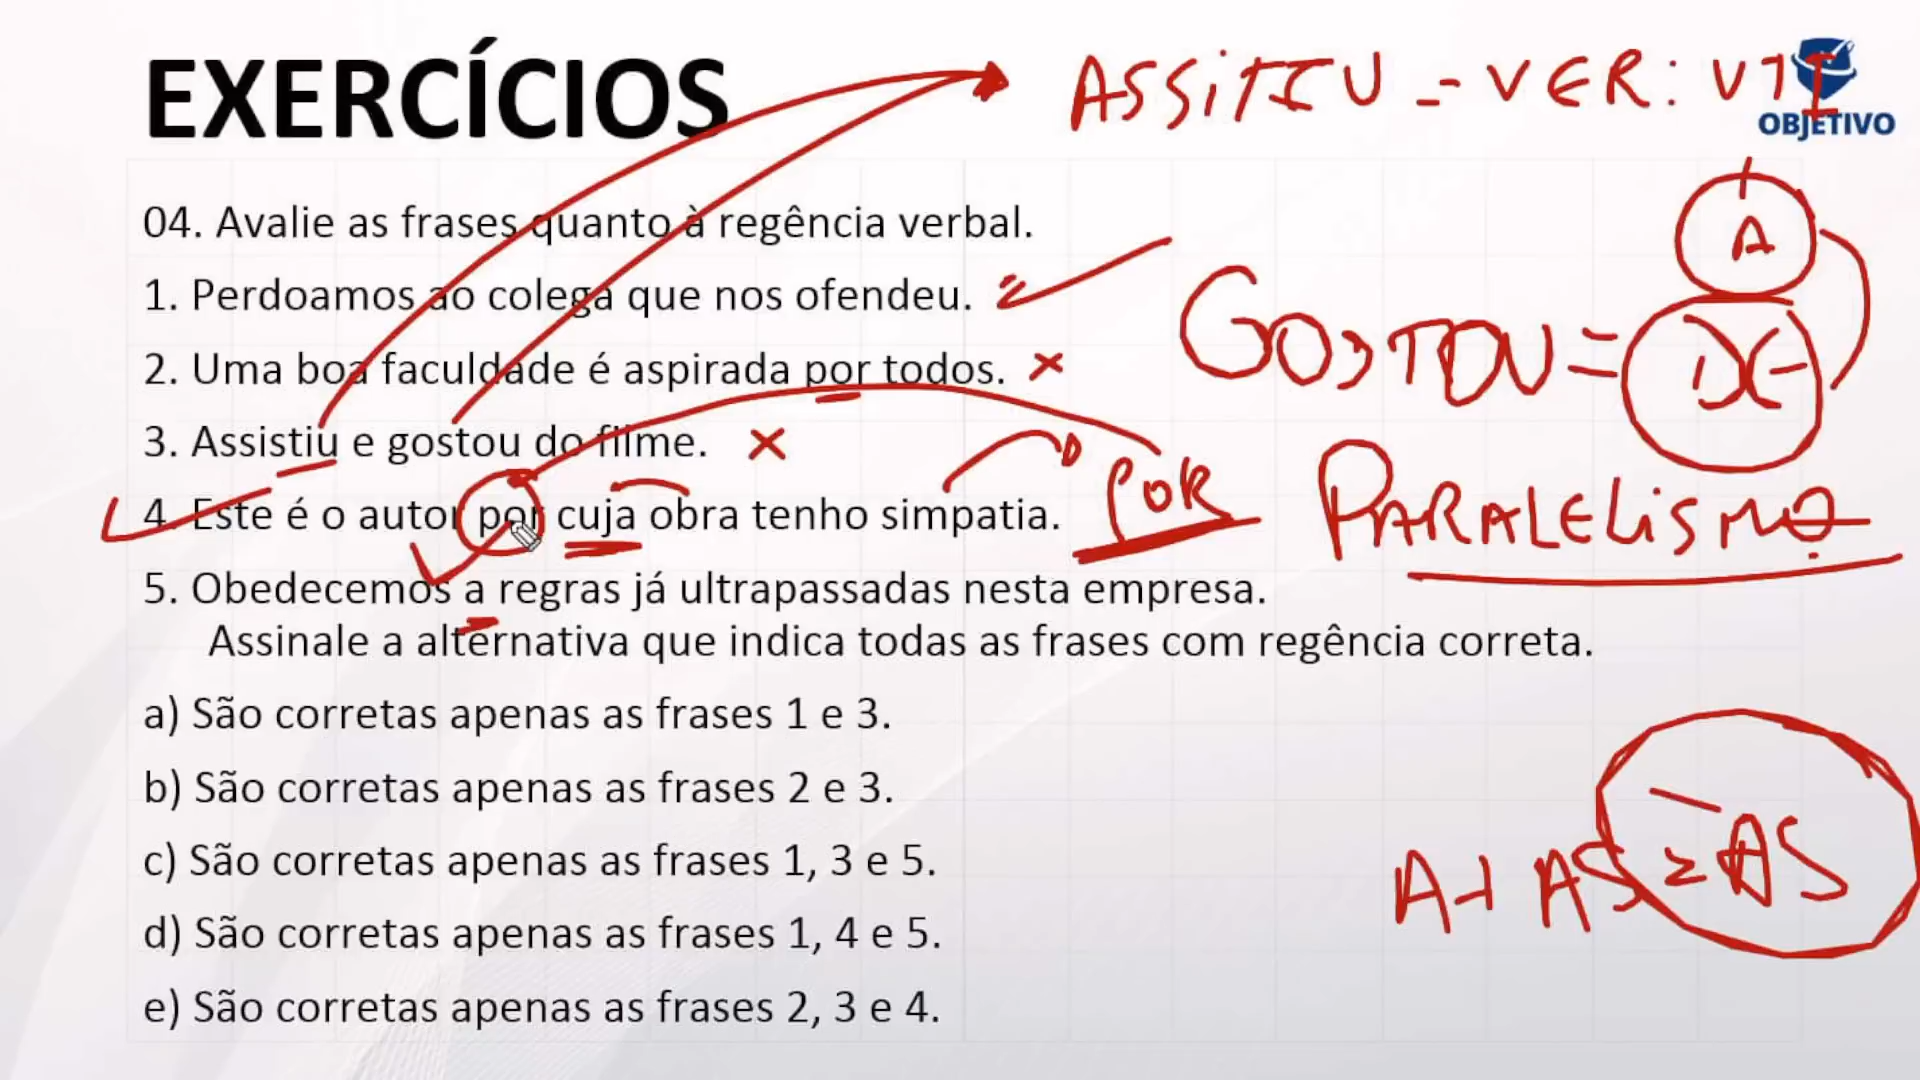 EXERCÍCIOS
ASSITIU = VER: VTI
OBJETIVO
04. Avalie as frases quanto à regência verbal.
A
1. Perdoamos ao colega que nos ofendeu.
GOSTOU = DE
2. Uma boa faculdade é aspirada por todos. x
3. Assistiu e gostou do filme. x
POR
PARALELISMO
4. Este é o autor por cuja obra tenho simpatia.
5. Obedecemos a regras já ultrapassadas nesta empresa.
Assinale a alternativa que indica todas as frases com regência correta.
a) São corretas apenas as frases 1 e 3.
b) São corretas apenas as frases 2 e 3.
A + AS = ÀS
c) São corretas apenas as frases 1, 3 e 5.
d) São corretas apenas as frases 1, 4 e 5.
e) São corretas apenas as frases 2, 3 e 4.